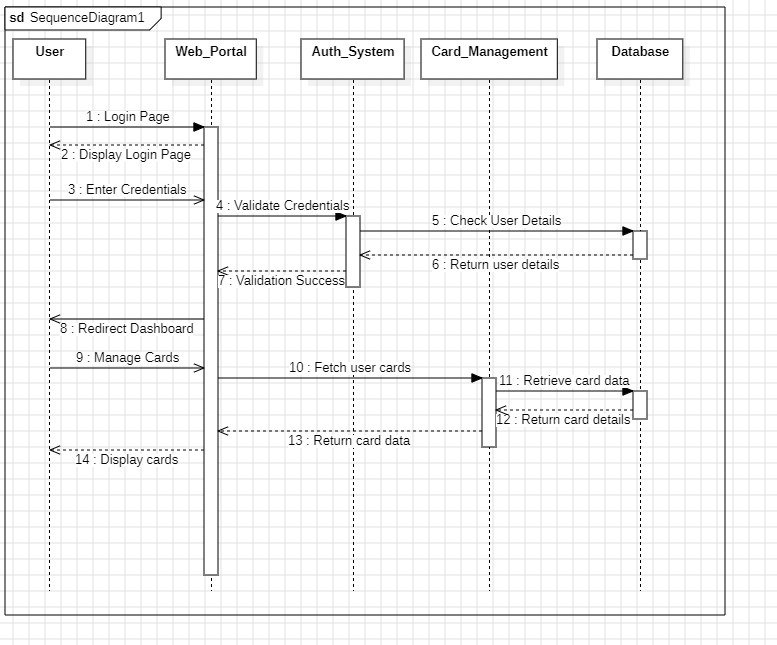 sd SequenceDiagram1
User
Web_Portal
Auth_System
Card_Management
Database
1 : Login Page
2 : Display Login Page
3 : Enter Credentials
4 : Validate Credentials
5 : Check User Details
6 : Return user details
7 : Validation Success
8 : Redirect Dashboard
9 : Manage Cards
10 : Fetch user cards
11 : Retrieve card data
12 : Return card details
13 : Return card data
14 : Display cards